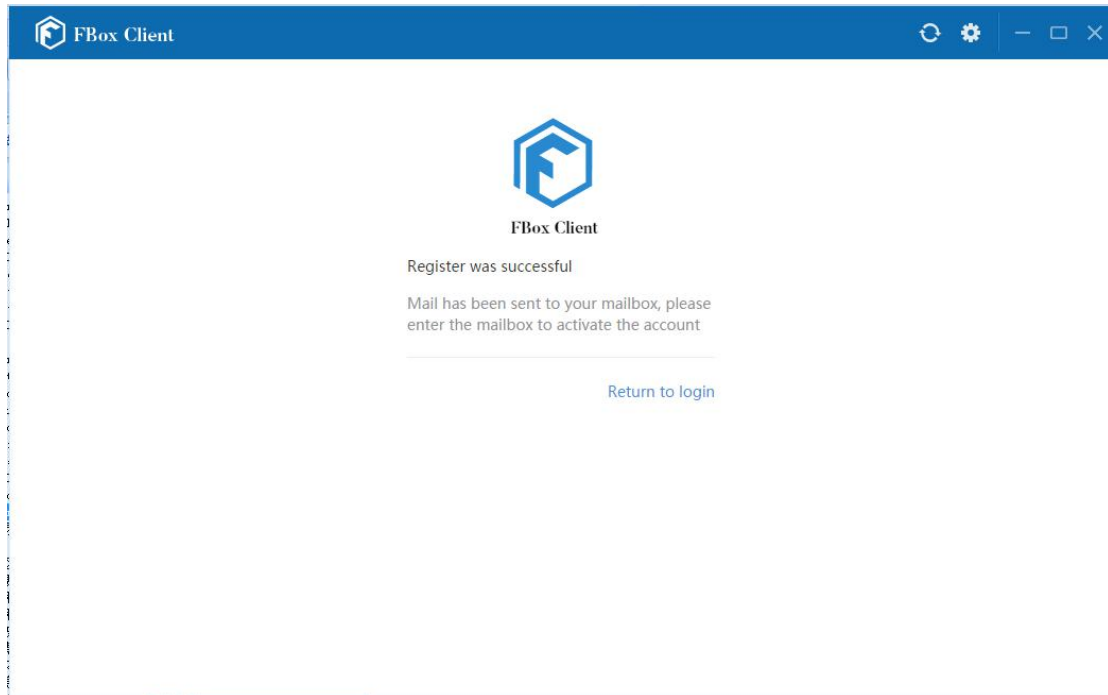 FBox Client
FBox Client
Register was successful
Mail has been sent to your mailbox, please
enter the mailbox to activate the account
Return to login